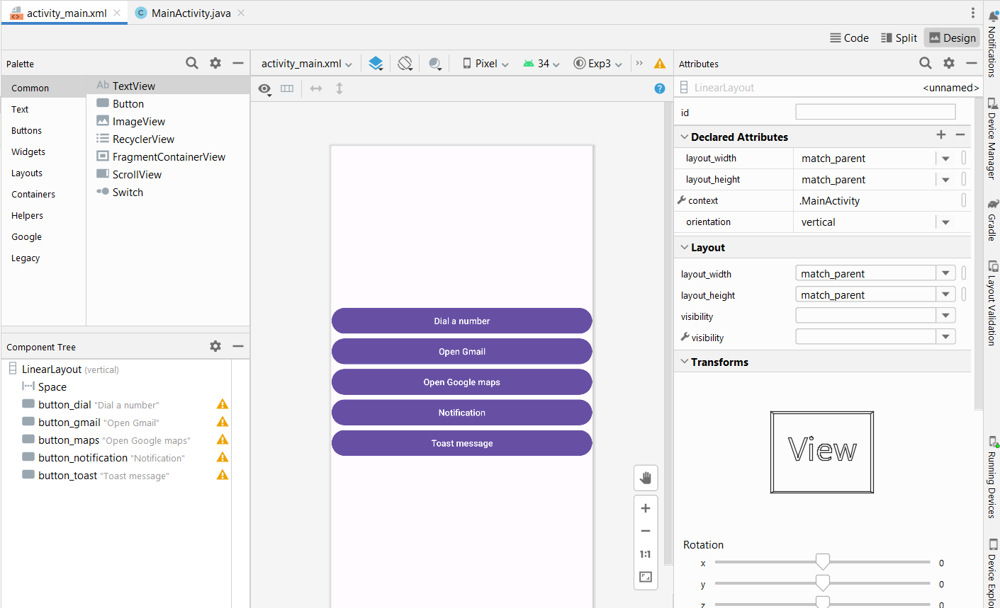 activity_main.xml
MainActivity.java
Code
Split
Design
Palette
Common
Text
Buttons
Widgets
Layouts
Containers
Helpers
Google
Legacy
Ab TextView
Button
ImageView
RecyclerView
FragmentContainerView
ScrollView
Switch
Component Tree
LinearLayout (vertical)
Space
button_dial "Dial a number"
button_gmail "Open Gmail"
button_maps "Open Google maps"
button_notification "Notification"
button_toast "Toast message"
activity_main.xml
Pixel
34
Exp3
Dial a number
Open Gmail
Open Google maps
Notification
Toast message
1:1
Attributes
LinearLayout
<unnamed>
id
Declared Attributes
layout_width match_parent
layout_height match_parent
context .MainActivity
orientation vertical
Layout
layout_width match_parent
layout_height match_parent
visibility
visibility
Transforms
View
Rotation
x 0
y 0
z 0
Notifications
Device Manager
Gradle
Layout Validation
Running Devices
Device Explor